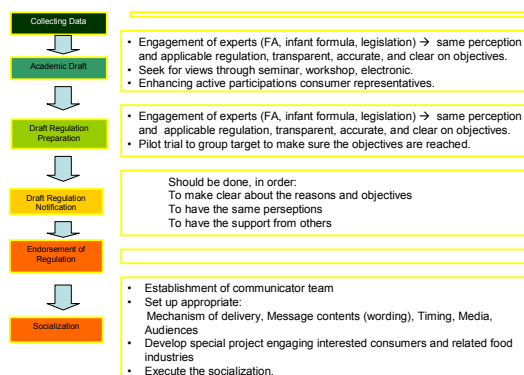 Collecting Data
Academic Draft
• Engagement of experts (FA, infant formula, legislation) → same perception
and applicable regulation, transparent, accurate, and clear on objectives.
• Seek for views through seminar, workshop, electronic.
• Enhancing active participations consumer representatives.
Draft Regulation
Preparation
• Engagement of experts (FA, infant formula, legislation) → same perception
and applicable regulation, transparent, accurate, and clear on objectives.
• Pilot trial to group target to make sure the objectives are reached.
Draft Regulation
Notification
Should be done, in order:
To make clear about the reasons and objectives
To have the same perseptions
To have the support from others
Endorsement of
Regulation
Socialization
• Establishment of communicator team
• Set up appropriate:
Mechanism of delivery, Message contents (wording), Timing, Media,
Audiences
• Develop special project engaging interested consumers and related food
industries
• Execute the socialization.